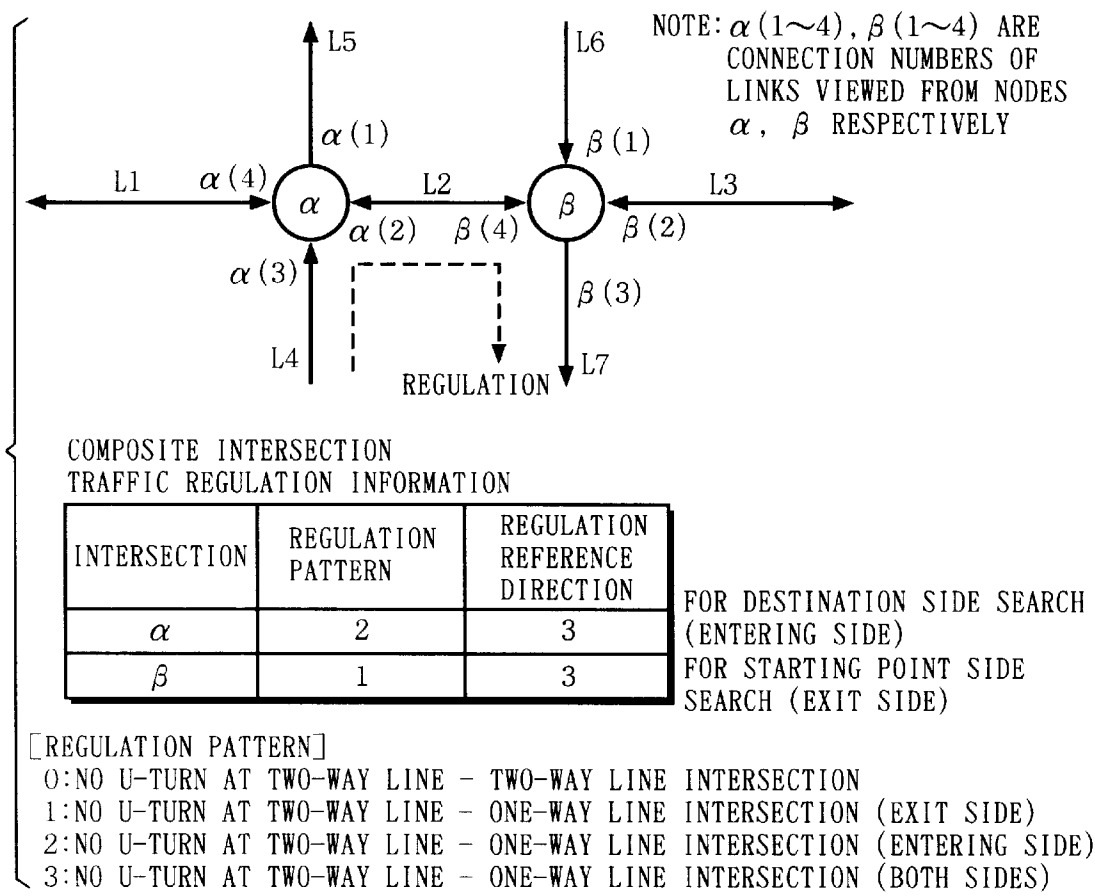 L5
L6
NOTE: α(1~4), β(1~4) ARE
CONNECTION NUMBERS OF
LINKS VIEWED FROM NODES
α, β RESPECTIVELY
α(1)
β(1)
L1
α(4)
L2
L3
α
β
α(2)
β(4)
β(2)
α(3)
β(3)
L4
L7
REGULATION
COMPOSITE INTERSECTION
TRAFFIC REGULATION INFORMATION
INTERSECTION
REGULATION
PATTERN
REGULATION
REFERENCE
DIRECTION
α
2
3
FOR DESTINATION SIDE SEARCH
(ENTERING SIDE)
β
1
3
FOR STARTING POINT SIDE
SEARCH (EXIT SIDE)
[REGULATION PATTERN]
0:NO U-TURN AT TWO-WAY LINE - TWO-WAY LINE INTERSECTION
1:NO U-TURN AT TWO-WAY LINE - ONE-WAY LINE INTERSECTION (EXIT SIDE)
2:NO U-TURN AT TWO-WAY LINE - ONE-WAY LINE INTERSECTION (ENTERING SIDE)
3:NO U-TURN AT TWO-WAY LINE - ONE-WAY LINE INTERSECTION (BOTH SIDES)